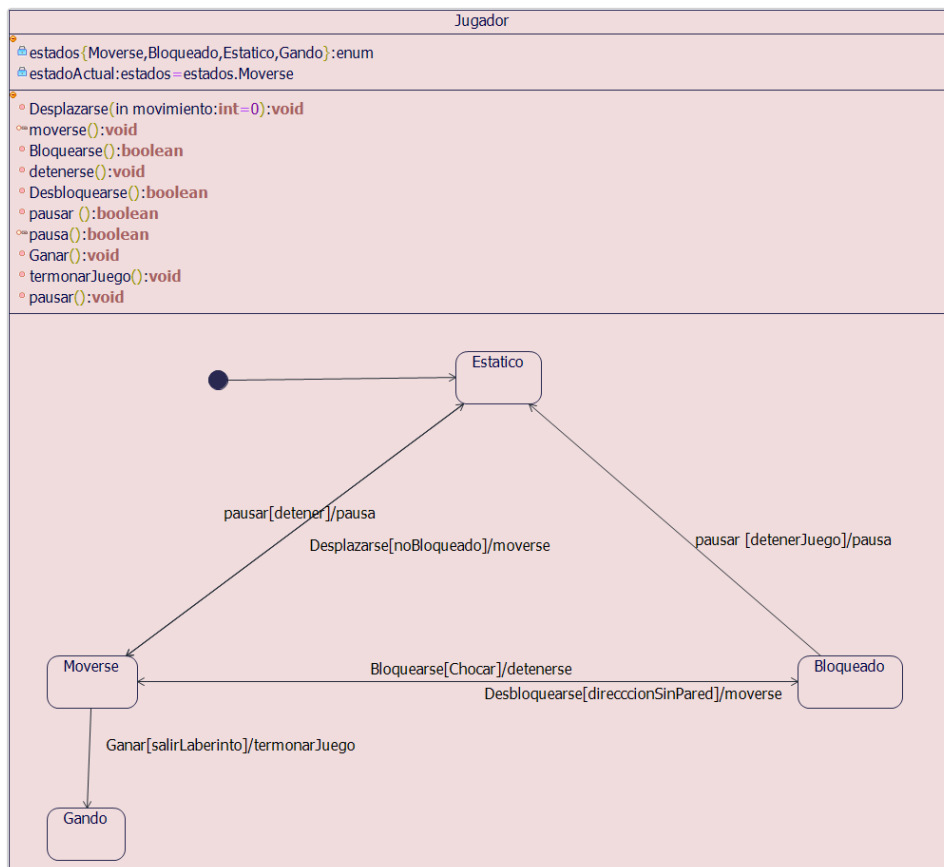 Jugador
estados{Moverse,Bloqueado,Estatico,Gando}:enum
estadoActual:estados=estados.Moverse
Desplazarse(in movimiento:int=0):void
moverse():void
Bloquearse():boolean
detenerse():void
Desbloquearse():boolean
pausar ():boolean
pausa():boolean
Ganar():void
termonarJuego():void
pausar():void
Estatico
pausar[detener]/pausa
Desplazarse[noBloqueado]/moverse
pausar [detenerJuego]/pausa
Moverse
Bloquearse[Chocar]/detenerse
Bloqueado
Desbloquearse[direcccionSinPared]/moverse
Ganar[salirLaberinto]/termonarJuego
Gando